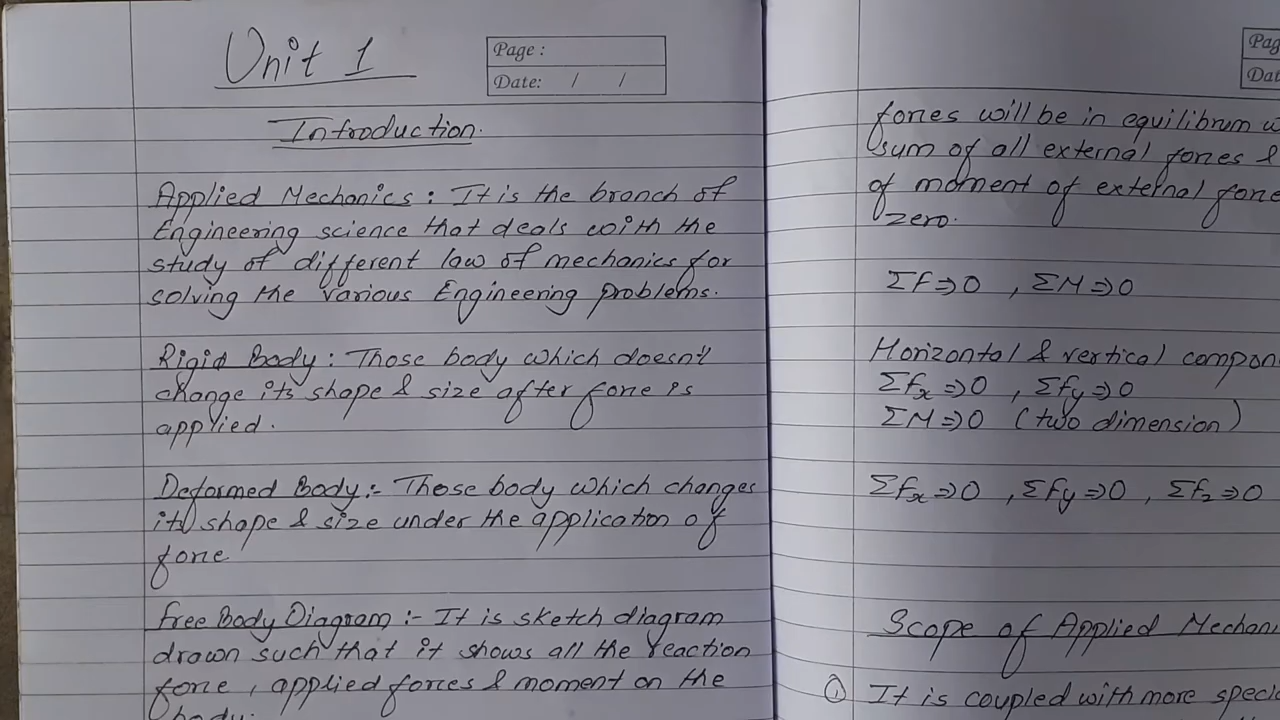 Unit 1
Page :
Date: / /
Introduction.
Applied Mechanics : It is the branch of
Engineering science that deals with the
study of different law of mechanics for
solving the various Engineering problems.
Rigid Body : Those body which doesn't
change its shape & size after force is
applied.
Deformed Body :- Those body which changes
its shape & size under the application of
force
Free Body Diagram :- It is sketch diagram
drawn such that it shows all the reaction
force, applied forces & moment on the
body.
Pag
Dat
forces will be in equilibrum w
sum of all external forces &
of moment of external force
zero.
ΣF => 0 , ΣM => 0
Horizontal & vertical compon
Σfx => 0 , Σfy => 0
ΣM => 0 (two dimension)
Σfx => 0 , Σfy => 0 , Σfz => 0
Scope of Applied Mechani
① It is coupled with more specia